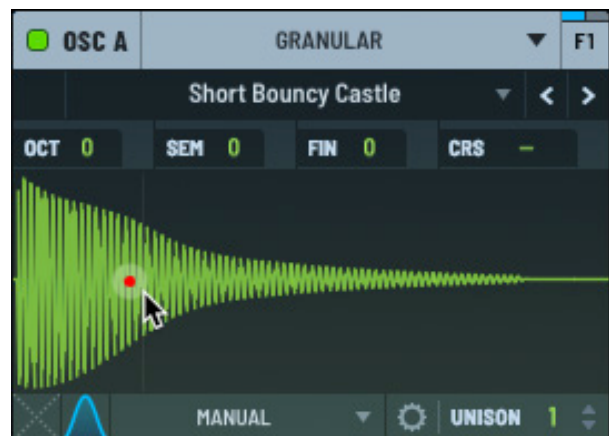 OSC A GRANULAR F1
Short Bouncy Castle
OCT 0 SEM 0 FIN 0 CRS –
MANUAL UNISON 1